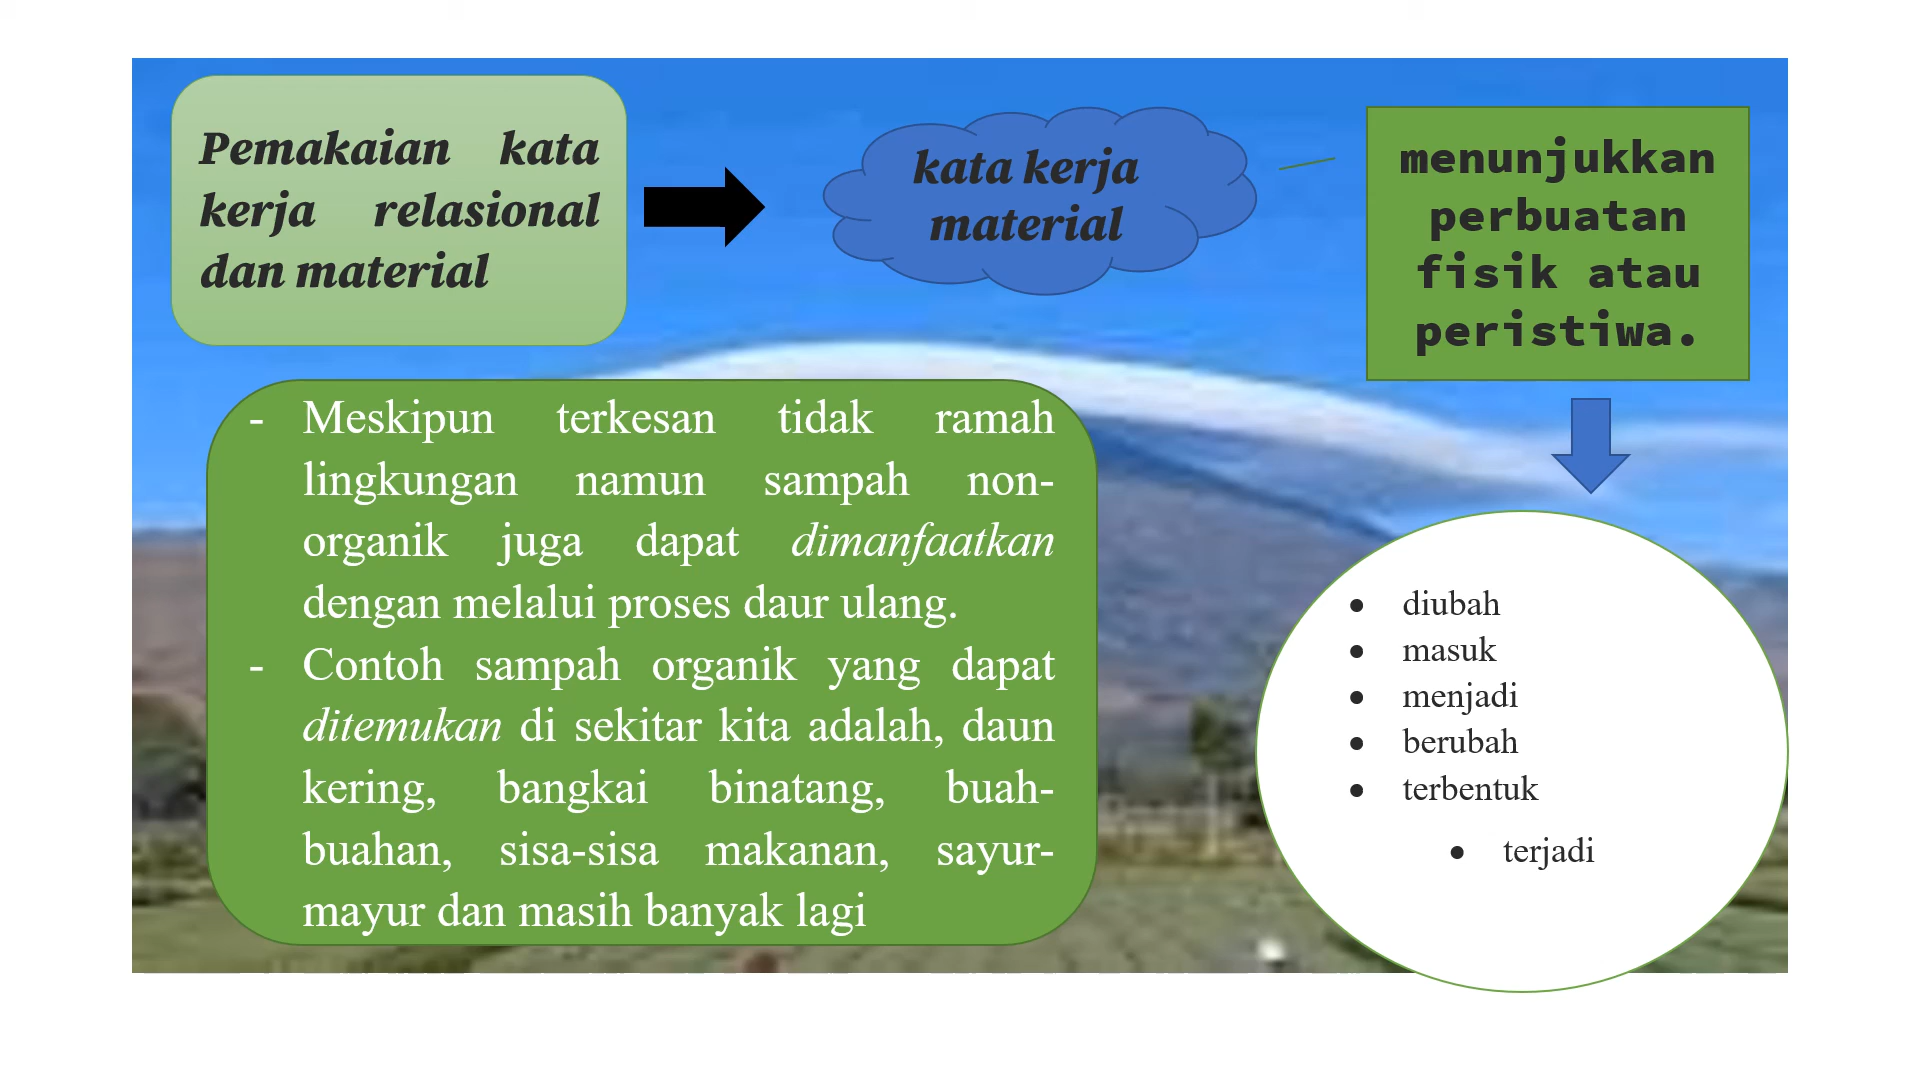 Pemakaian kata
kerja relasional
dan material
kata kerja
material
menunjukkan
perbuatan
fisik atau
peristiwa.
- Meskipun terkesan tidak ramah
lingkungan namun sampah non-
organik juga dapat dimanfaatkan
dengan melalui proses daur ulang.
- Contoh sampah organik yang dapat
ditemukan di sekitar kita adalah, daun
kering, bangkai binatang, buah-
buahan, sisa-sisa makanan, sayur-
mayur dan masih banyak lagi
● diubah
● masuk
● menjadi
● berubah
● terbentuk
● terjadi